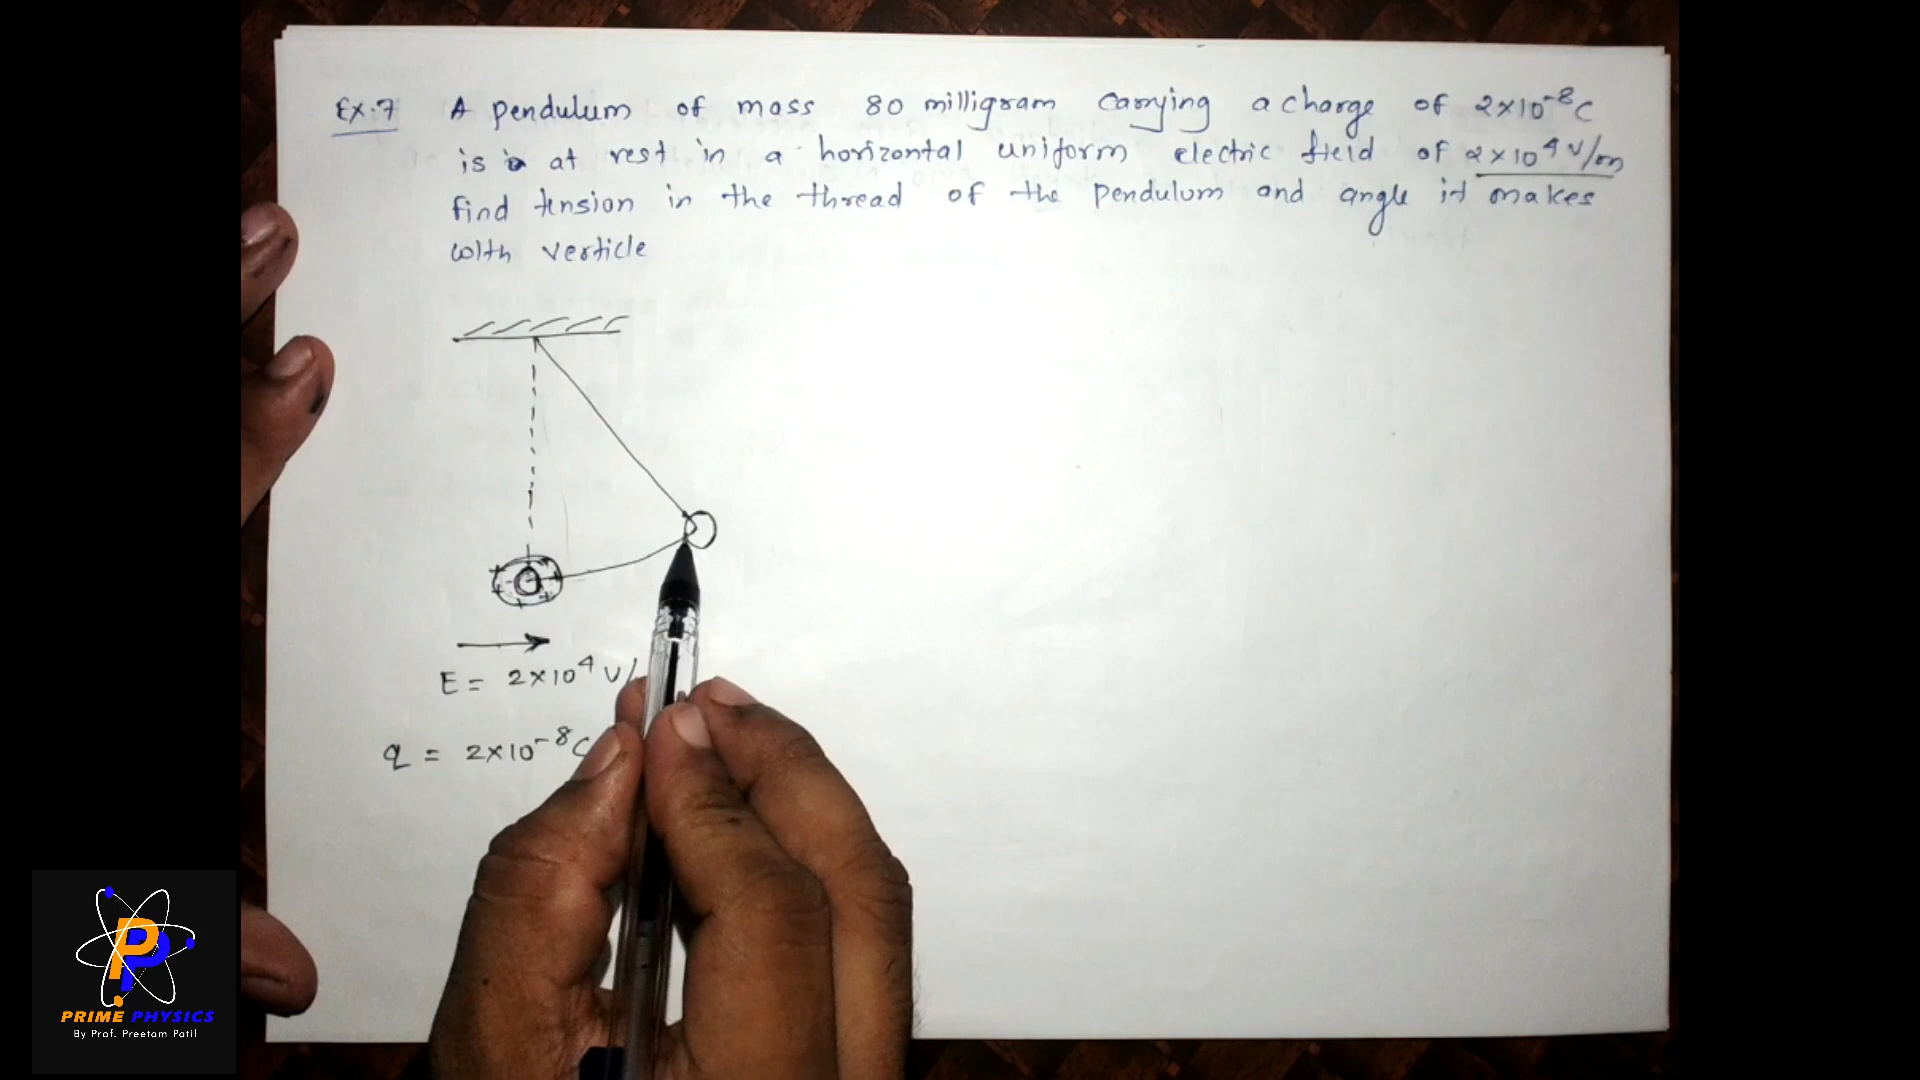 Ex.7 A pendulum of mass 80 milligram carrying a charge of 2×10⁻⁸C
is at rest in a horizontal uniform electric field of 2×10⁴ V/m
find tension in the thread of the pendulum and angle it makes
with verticle
E = 2×10⁴ V/
q = 2×10⁻⁸C
PRIME PHYSICS
By Prof. Preetam Patil